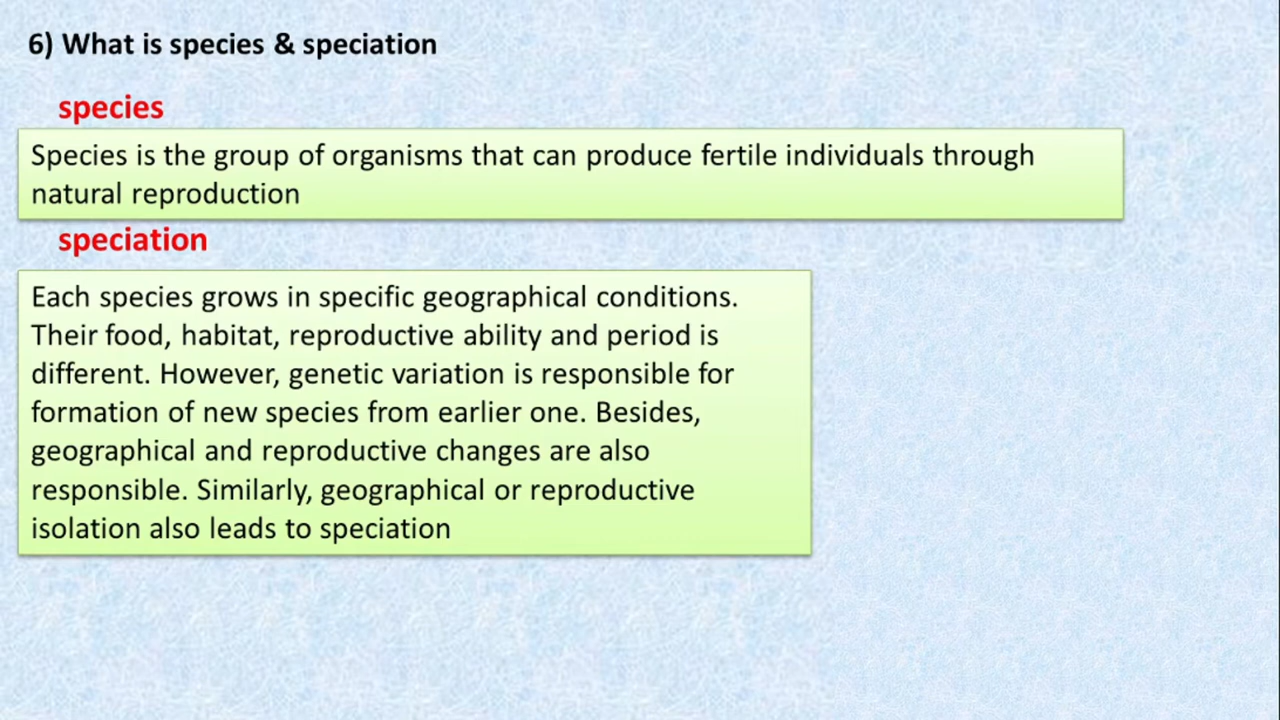 6) What is species & speciation
species
Species is the group of organisms that can produce fertile individuals through
natural reproduction
speciation
Each species grows in specific geographical conditions.
Their food, habitat, reproductive ability and period is
different. However, genetic variation is responsible for
formation of new species from earlier one. Besides,
geographical and reproductive changes are also
responsible. Similarly, geographical or reproductive
isolation also leads to speciation